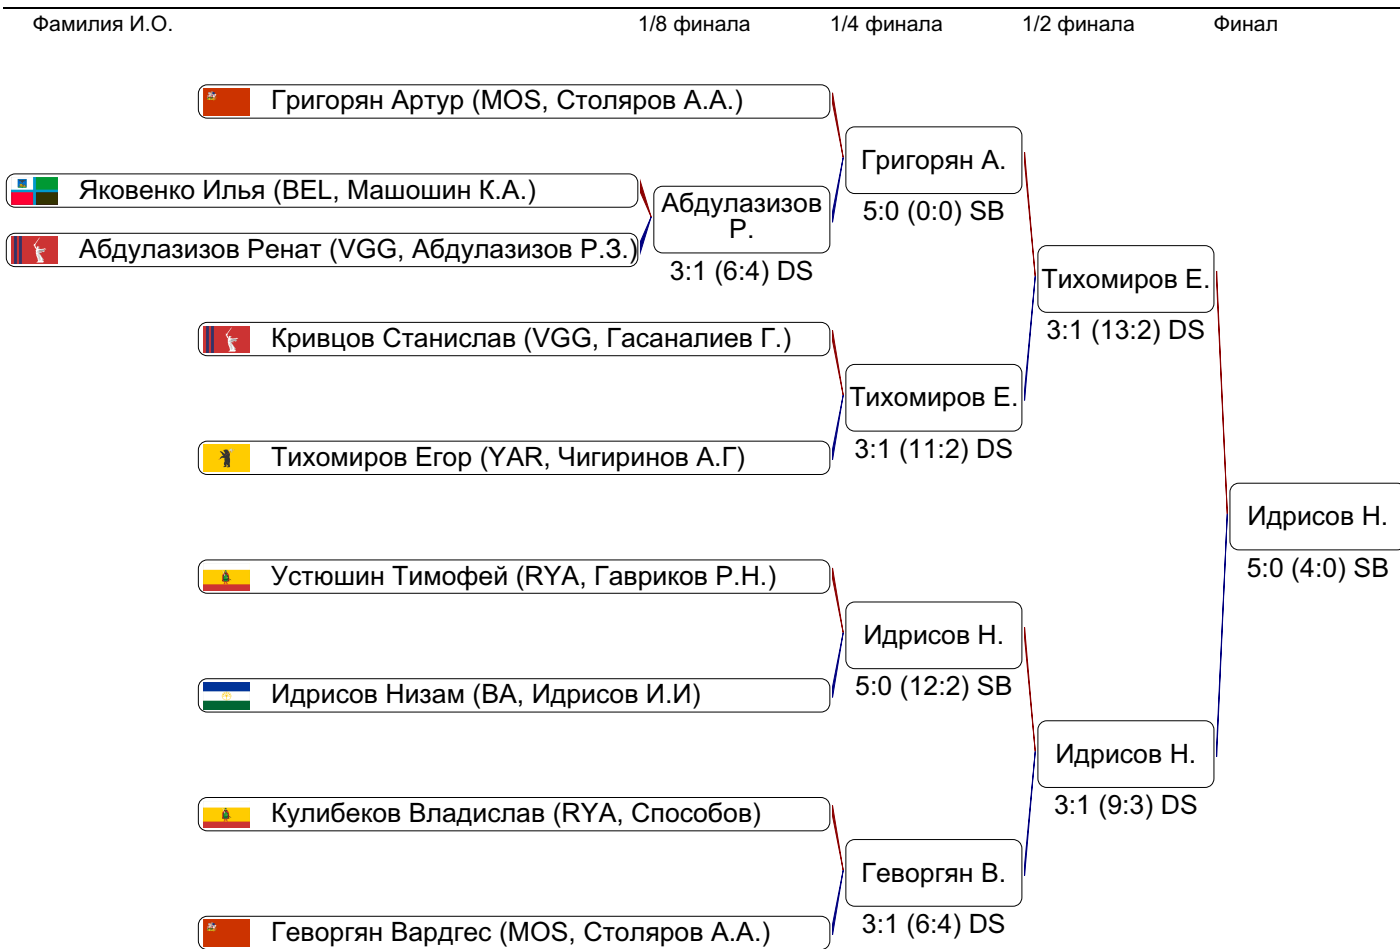 Фамилия И.О. 1/8 финала 1/4 финала 1/2 финала Финал
Григорян Артур (MOS, Столяров А.А.)
Григорян А.
5:0 (0:0) SB
Яковенко Илья (BEL, Машошин К.А.)
Абдулазизов
Р.
3:1 (6:4) DS
Абдулазизов Ренат (VGG, Абдулазизов Р.З.)
Тихомиров Е.
3:1 (13:2) DS
Кривцов Станислав (VGG, Гасаналиев Г.)
Тихомиров Е.
3:1 (11:2) DS
Тихомиров Егор (YAR, Чигиринов А.Г)
Идрисов Н.
5:0 (4:0) SB
Устюшин Тимофей (RYA, Гавриков Р.Н.)
Идрисов Н.
5:0 (12:2) SB
Идрисов Низам (BA, Идрисов И.И)
Идрисов Н.
3:1 (9:3) DS
Кулибеков Владислав (RYA, Способов)
Геворгян В.
3:1 (6:4) DS
Геворгян Вардгес (MOS, Столяров А.А.)